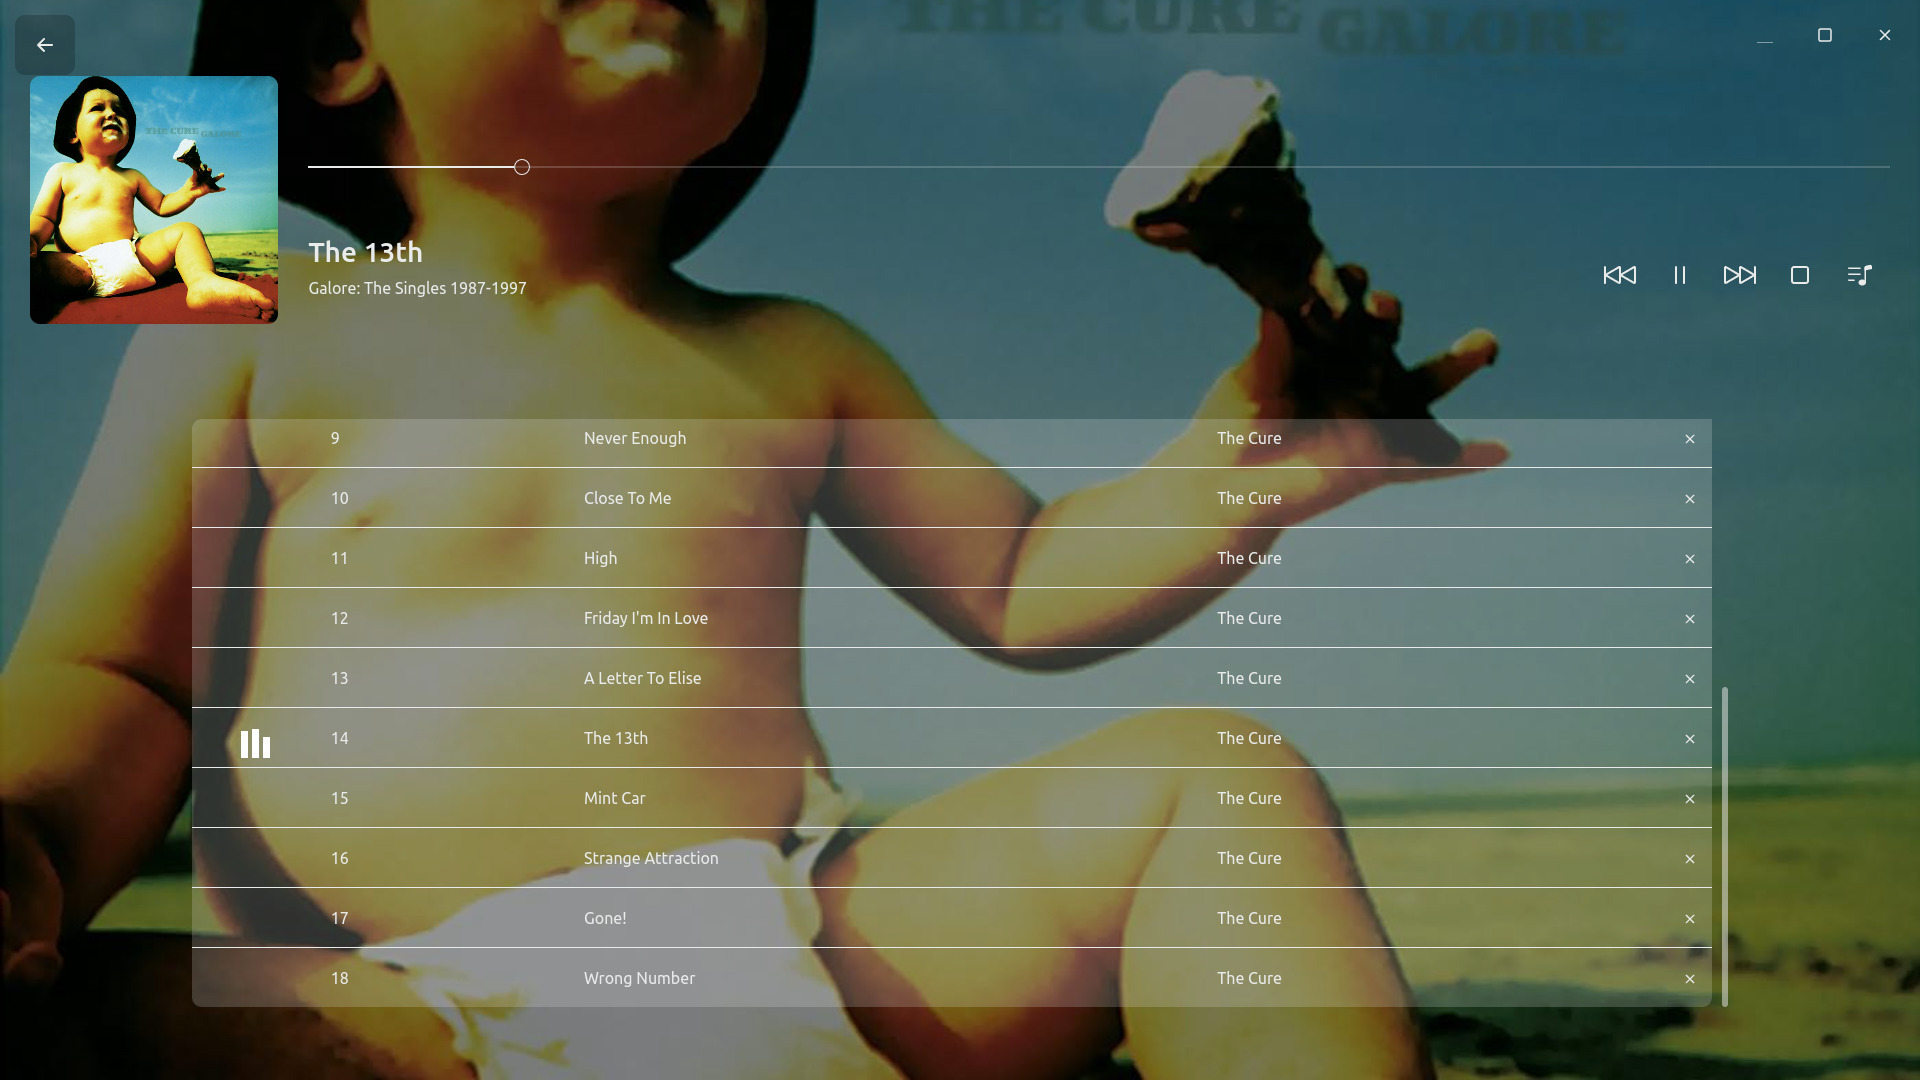 THE CURE GALORE
THE CURE GALORE
The 13th
Galore: The Singles 1987-1997
9 Never Enough The Cure
10 Close To Me The Cure
11 High The Cure
12 Friday I'm In Love The Cure
13 A Letter To Elise The Cure
14 The 13th The Cure
15 Mint Car The Cure
16 Strange Attraction The Cure
17 Gone! The Cure
18 Wrong Number The Cure